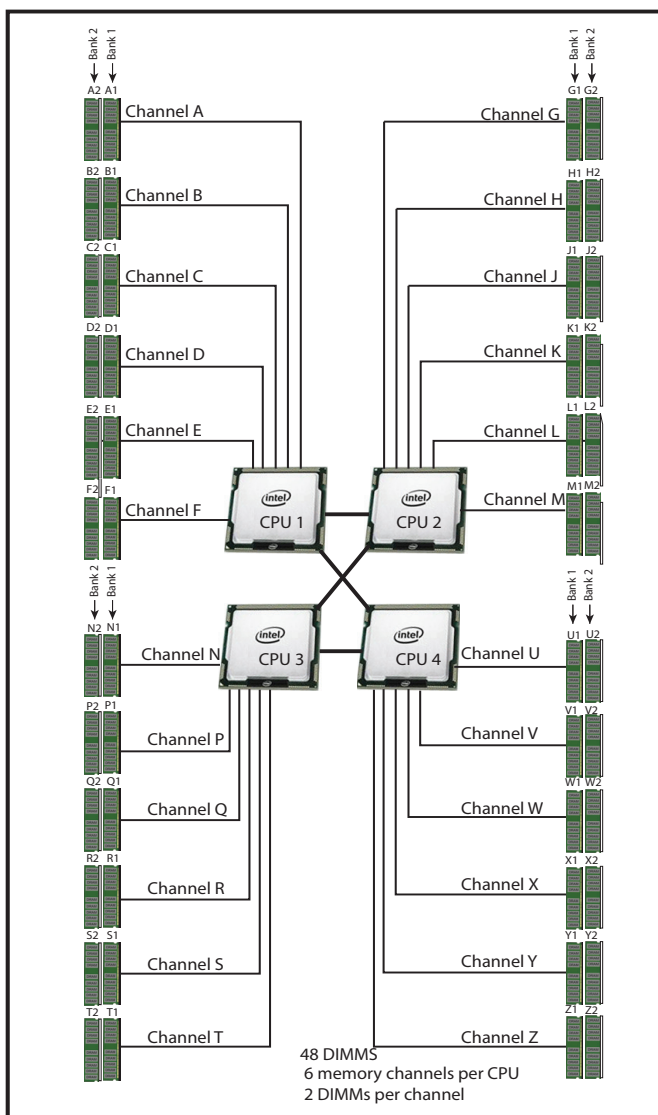 Bank 2 Bank 1
A2 A1
Channel A
B2 B1
Channel B
C2 C1
Channel C
D2 D1
Channel D
E2 E1
Channel E
F2 F1
Channel F
Bank 1 Bank 2
G1 G2
Channel G
H1 H2
Channel H
J1 J2
Channel J
K1 K2
Channel K
L1 L2
Channel L
M1 M2
Channel M
intel
CPU 1
intel
CPU 2
Bank 2 Bank 1
N2 N1
Channel N
P2 P1
Channel P
Q2 Q1
Channel Q
R2 R1
Channel R
S2 S1
Channel S
T2 T1
Channel T
intel
CPU 3
intel
CPU 4
Bank 1 Bank 2
U1 U2
Channel U
V1 V2
Channel V
W1 W2
Channel W
X1 X2
Channel X
Y1 Y2
Channel Y
Z1 Z2
Channel Z
48 DIMMS
6 memory channels per CPU
2 DIMMs per channel